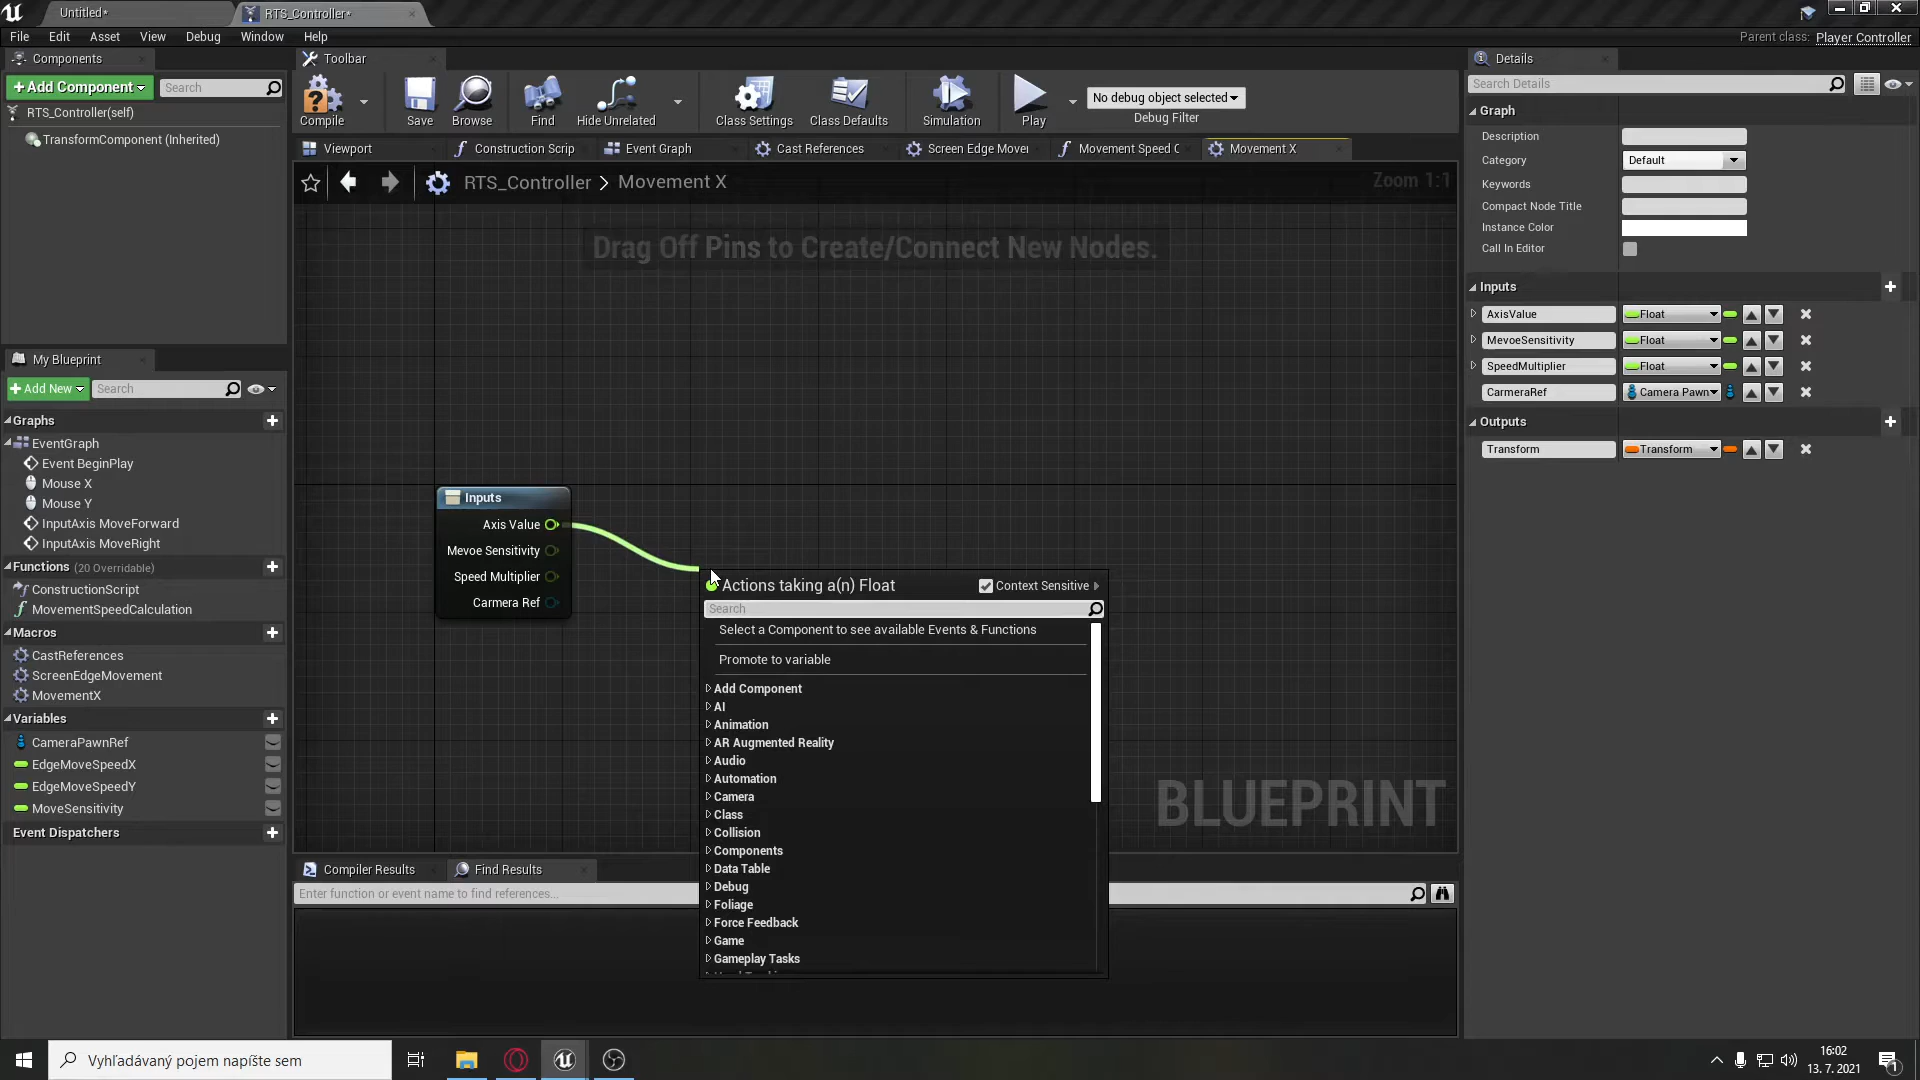 Untitled*
RTS_Controller*
File Edit Asset View Debug Window Help
Parent class: Player Controller
Components
+Add Component
Search
RTS_Controller(self)
TransformComponent (Inherited)
Toolbar
Compile
Save
Browse
Find
Hide Unrelated
Class Settings
Class Defaults
Simulation
Play
No debug object selected
Debug Filter
Viewport
Construction Scrip
Event Graph
Cast References
Screen Edge Mover
Movement Speed C
Movement X
RTS_Controller > Movement X
Zoom 1:1
Drag Off Pins to Create/Connect New Nodes.
Inputs
Axis Value
Mevoe Sensitivity
Speed Multiplier
Carmera Ref
Actions taking a(n) Float
Context Sensitive
Search
Select a Component to see available Events & Functions
Promote to variable
Add Component
AI
Animation
AR Augmented Reality
Audio
Automation
Camera
Class
Collision
Components
Data Table
Debug
Foliage
Force Feedback
Game
Gameplay Tasks
BLUEPRINT
My Blueprint
+Add New
Search
Graphs
EventGraph
Event BeginPlay
Mouse X
Mouse Y
InputAxis MoveForward
InputAxis MoveRight
Functions (20 Overridable)
ConstructionScript
MovementSpeedCalculation
Macros
CastReferences
ScreenEdgeMovement
MovementX
Variables
CameraPawnRef
EdgeMoveSpeedX
EdgeMoveSpeedY
MoveSensitivity
Event Dispatchers
Compiler Results
Find Results
Enter function or event name to find references...
Details
Search Details
Graph
Description
Category Default
Keywords
Compact Node Title
Instance Color
Call In Editor
Inputs
AxisValue Float
MevoeSensitivity Float
SpeedMultiplier Float
CarmeraRef Camera Pawn
Outputs
Transform Transform
Vyhľadávaný pojem napíšte sem
16:02
13. 7. 2021
1